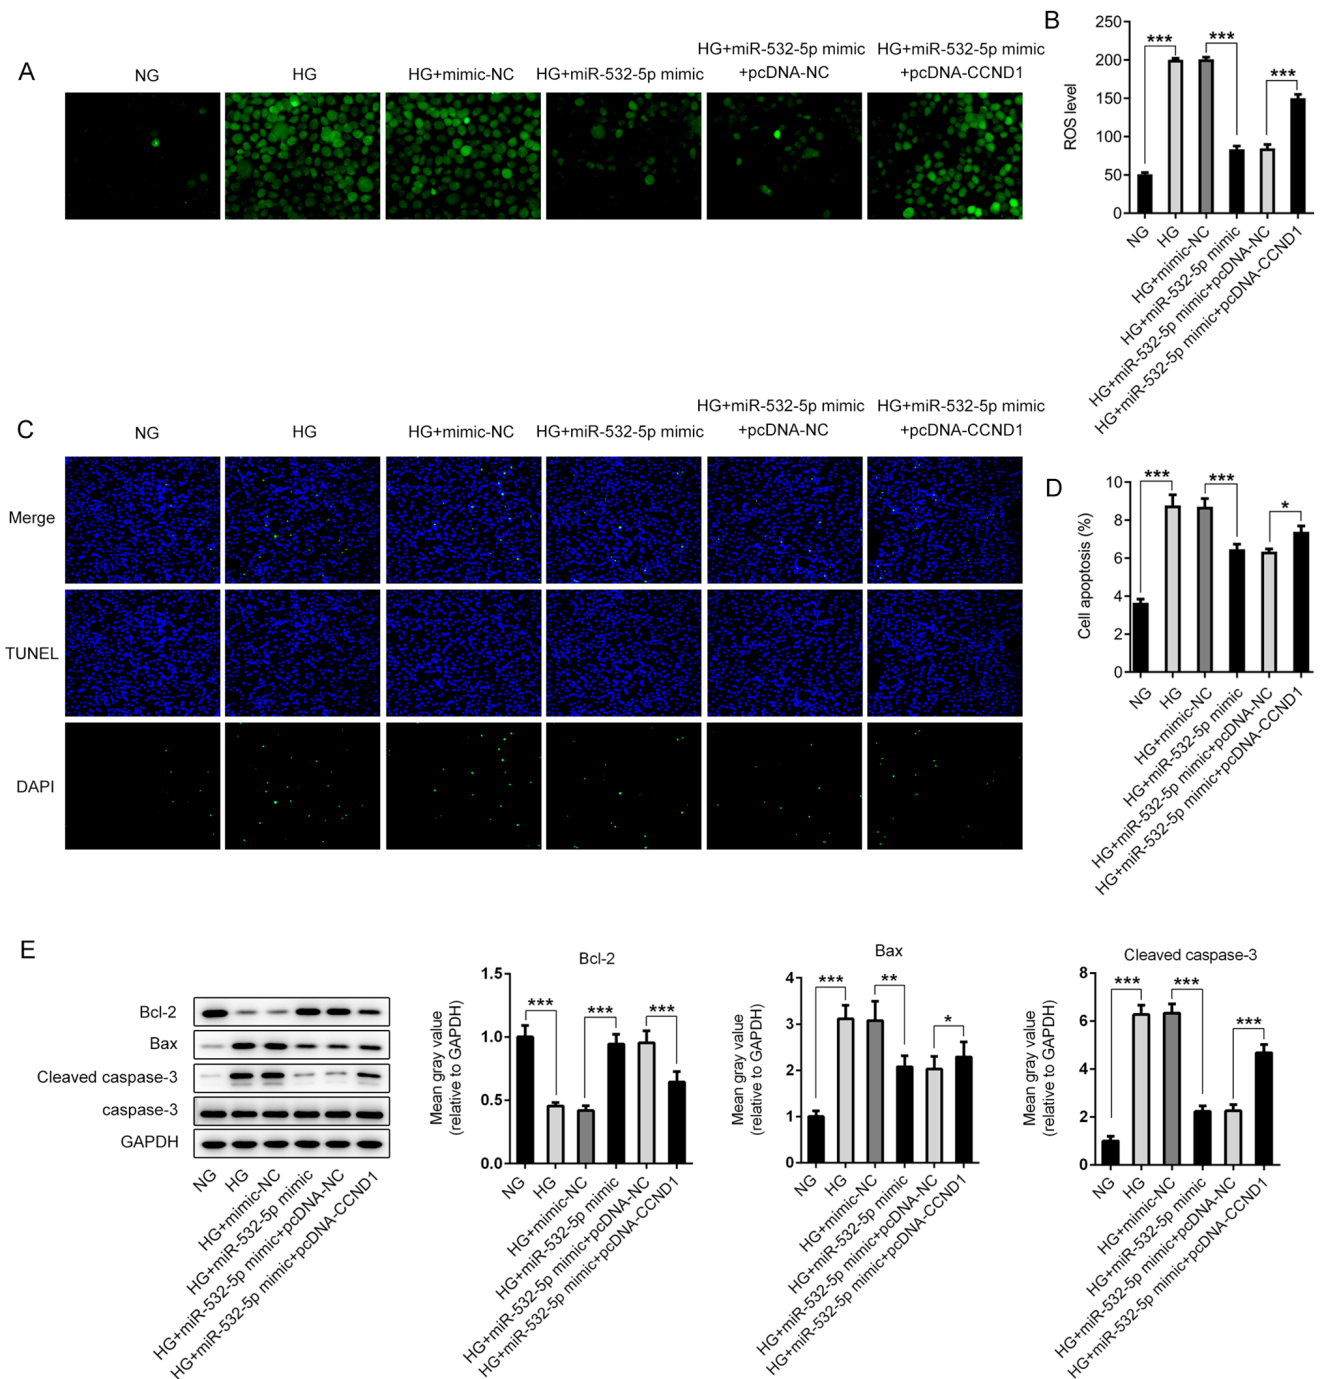 A
NG
HG
HG+mimic-NC
HG+miR-532-5p mimic
HG+miR-532-5p mimic
+pcDNA-NC
HG+miR-532-5p mimic
+pcDNA-CCND1
B
ROS level
250
200
150
100
50
0
***
***
***
NG
HG
HG+mimic-NC
HG+miR-532-5p mimic
HG+miR-532-5p mimic+pcDNA-NC
HG+miR-532-5p mimic+pcDNA-CCND1
C
NG
HG
HG+mimic-NC
HG+miR-532-5p mimic
HG+miR-532-5p mimic
+pcDNA-NC
HG+miR-532-5p mimic
+pcDNA-CCND1
Merge
TUNEL
DAPI
D
Cell apoptosis (%)
10
8
6
4
2
0
***
***
*
NG
HG
HG+mimic-NC
HG+miR-532-5p mimic
HG+miR-532-5p mimic+pcDNA-NC
HG+miR-532-5p mimic+pcDNA-CCND1
E
Bcl-2
Bax
Cleaved caspase-3
caspase-3
GAPDH
NG
HG
HG+mimic-NC
HG+miR-532-5p mimic
HG+miR-532-5p mimic+pcDNA-NC
HG+miR-532-5p mimic+pcDNA-CCND1
Bcl-2
Mean gray value
(relative to GAPDH)
1.5
1.0
0.5
0.0
***
***
***
NG
HG
HG+mimic-NC
HG+miR-532-5p mimic
HG+miR-532-5p mimic+pcDNA-NC
HG+miR-532-5p mimic+pcDNA-CCND1
Bax
Mean gray value
(relative to GAPDH)
4
3
2
1
0
***
**
*
NG
HG
HG+mimic-NC
HG+miR-532-5p mimic
HG+miR-532-5p mimic+pcDNA-NC
HG+miR-532-5p mimic+pcDNA-CCND1
Cleaved caspase-3
Mean gray value
(relative to GAPDH)
8
6
4
2
0
***
***
***
NG
HG
HG+mimic-NC
HG+miR-532-5p mimic
HG+miR-532-5p mimic+pcDNA-NC
HG+miR-532-5p mimic+pcDNA-CCND1